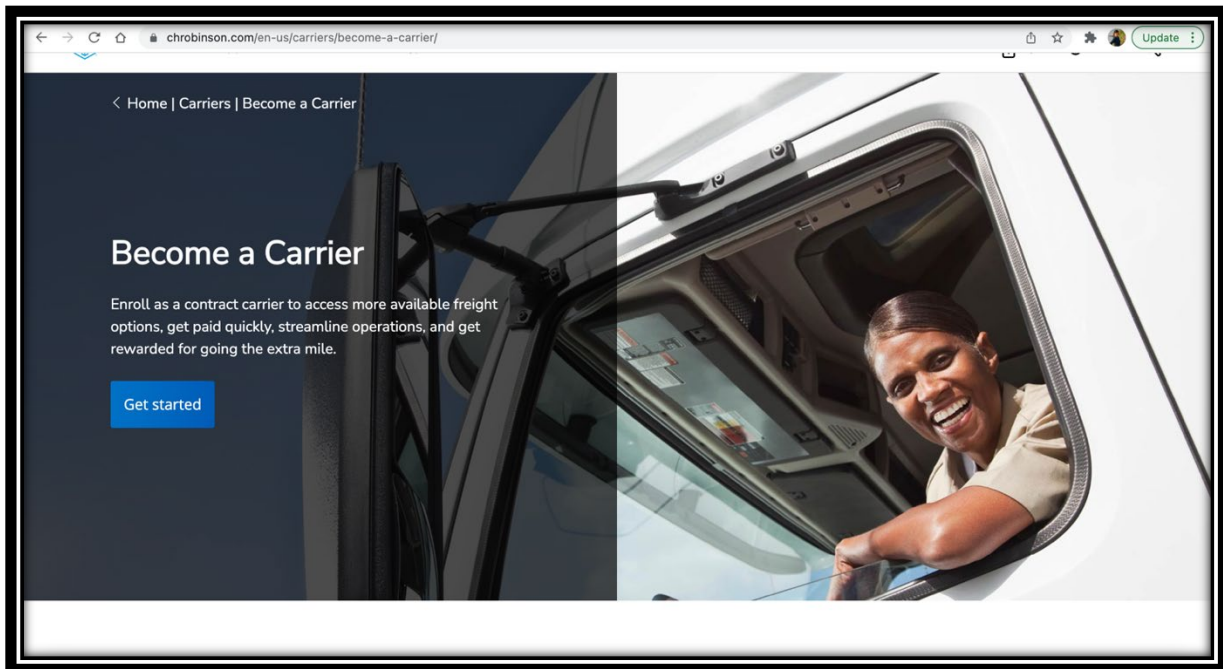 chrobinson.com/en-us/carriers/become-a-carrier/
Update
< Home | Carriers | Become a Carrier
Become a Carrier
Enroll as a contract carrier to access more available freight
options, get paid quickly, streamline operations, and get
rewarded for going the extra mile.
Get started